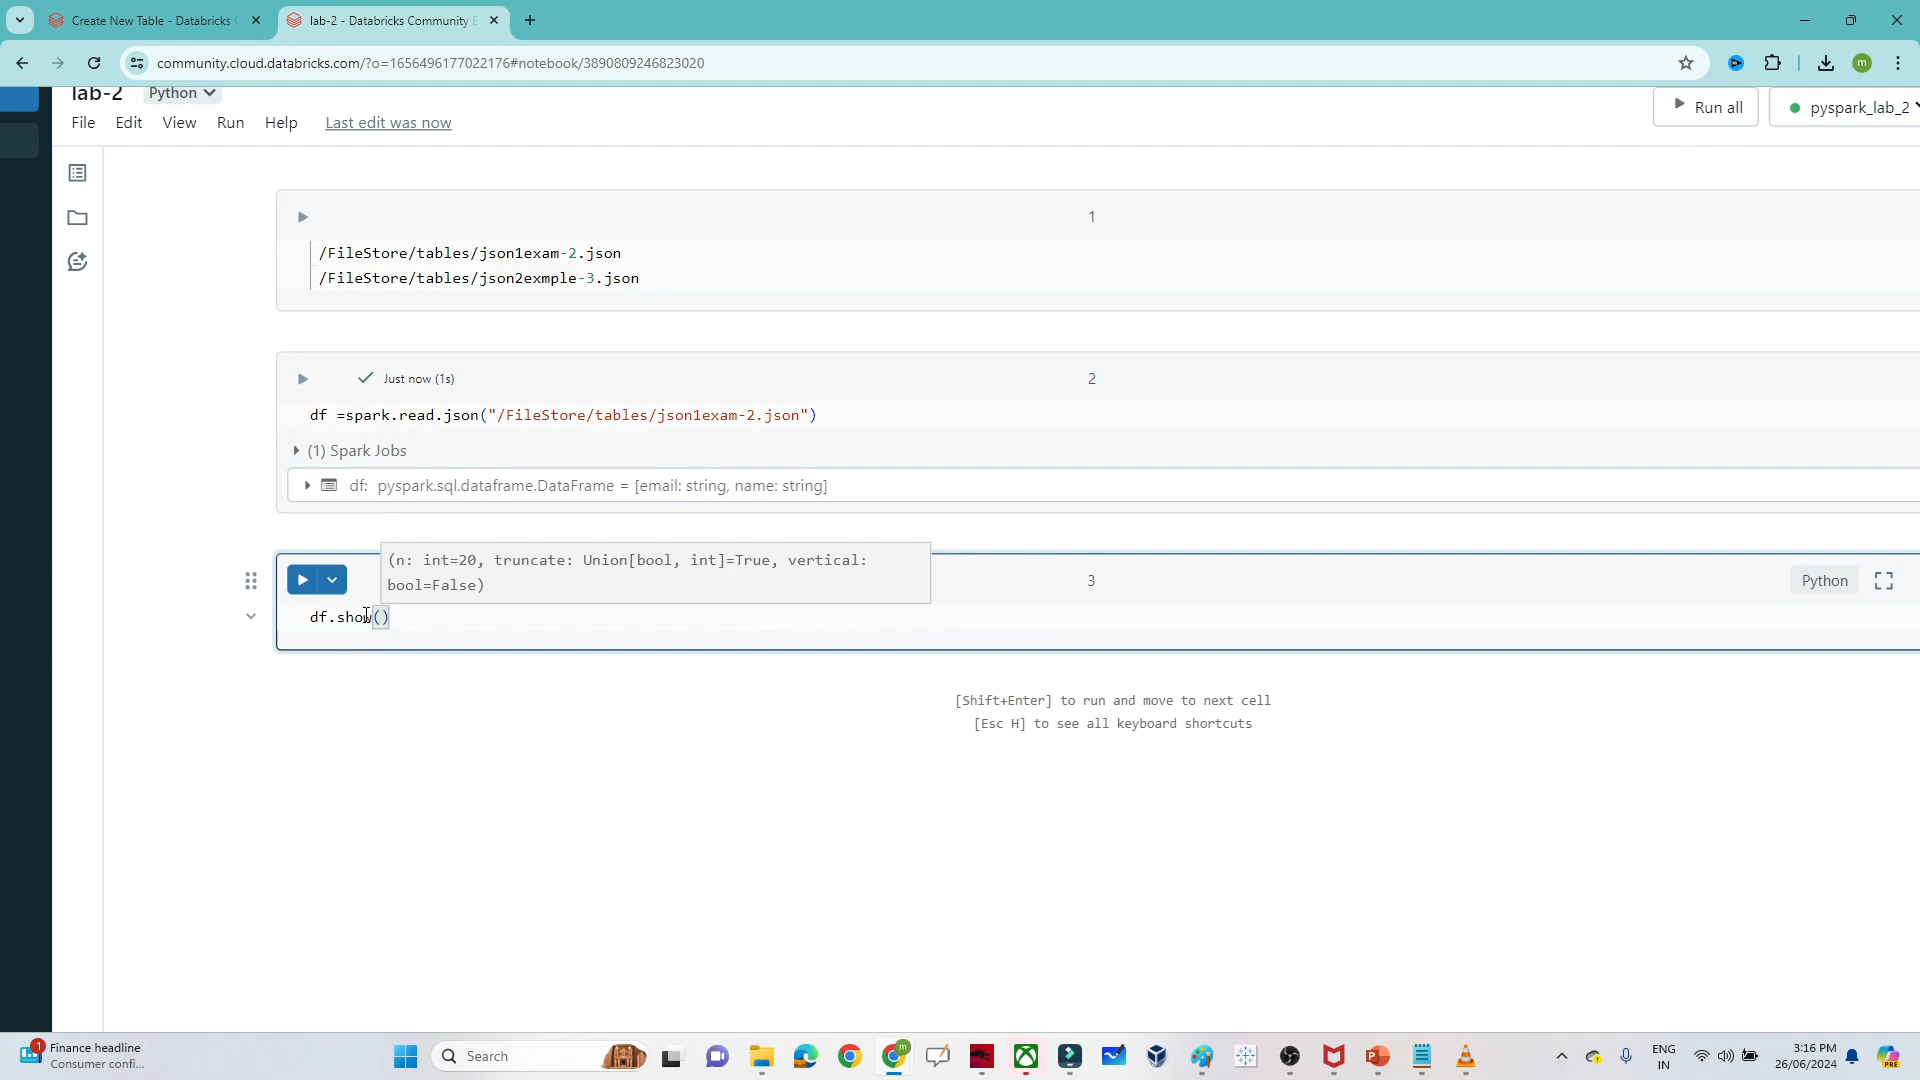 Create New Table - Databricks C
lab-2 - Databricks Community E
community.cloud.databricks.com/?o=1656496177022176#notebook/3890809246823020
m
lab-2 Python
File Edit View Run Help Last edit was now
Run all
pyspark_lab_2
1
/FileStore/tables/json1exam-2.json
/FileStore/tables/json2exmple-3.json
Just now (1s)
2
df =spark.read.json("/FileStore/tables/json1exam-2.json")
(1) Spark Jobs
df: pyspark.sql.dataframe.DataFrame = [email: string, name: string]
(n: int=20, truncate: Union[bool, int]=True, vertical:
bool=False)
3
Python
df.show()
[Shift+Enter] to run and move to next cell
[Esc H] to see all keyboard shortcuts
1
Finance headline
Consumer confi...
Search
m
ENG
IN
3:16 PM
26/06/2024
PRE